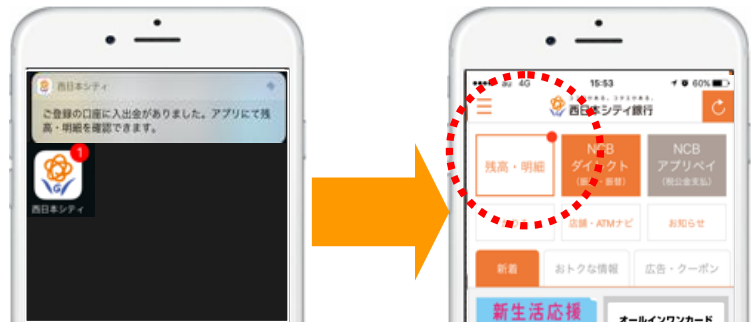 西日本シティ
ご登録の口座に入出金がありました。アプリにて残
高・明細を確認できます。
1
西日本シティ
au 4G 15:53 60%
西日本シティ銀行
残高・明細
NCB
ダイレクト
NCB
アプリペイ
(税公金支払)
店舗・ATMナビ
お知らせ
新着
おトクな情報
広告・クーポン
新生活応援
オールインワンカード